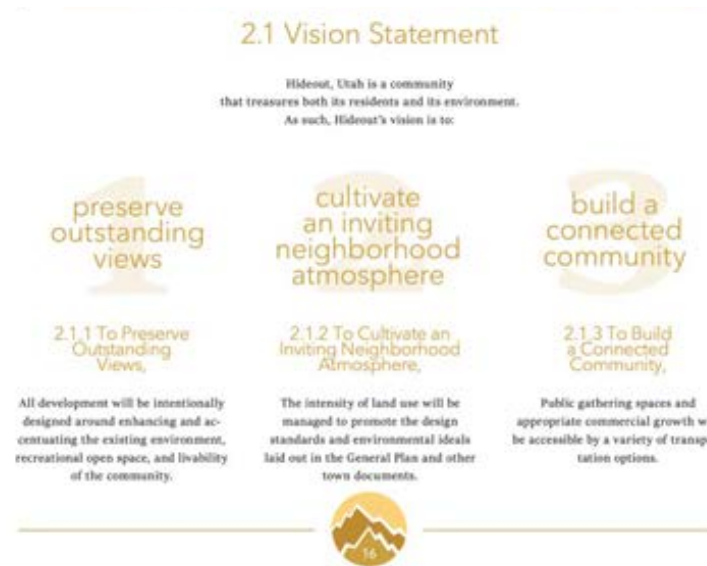 2.1 Vision Statement
Hideout, Utah is a community
that treasures both its residents and its environment.
As such, Hideout's vision is to:
1
preserve
outstanding
views
2.1.1 To Preserve
Outstanding
Views,
All development will be intentionally
designed around enhancing and ac-
centuating the existing environment,
recreational open space, and livability
of the community.
2
cultivate
an inviting
neighborhood
atmosphere
2.1.2 To Cultivate an
Inviting Neighborhood
Atmosphere,
The intensity of land use will be
managed to promote the design
standards and environmental ideals
laid out in the General Plan and other
town documents.
3
build a
connected
community
2.1.3 To Build
a Connected
Community,
Public gathering spaces and
appropriate commercial growth w
be accessible by a variety of transp
tation options.
16